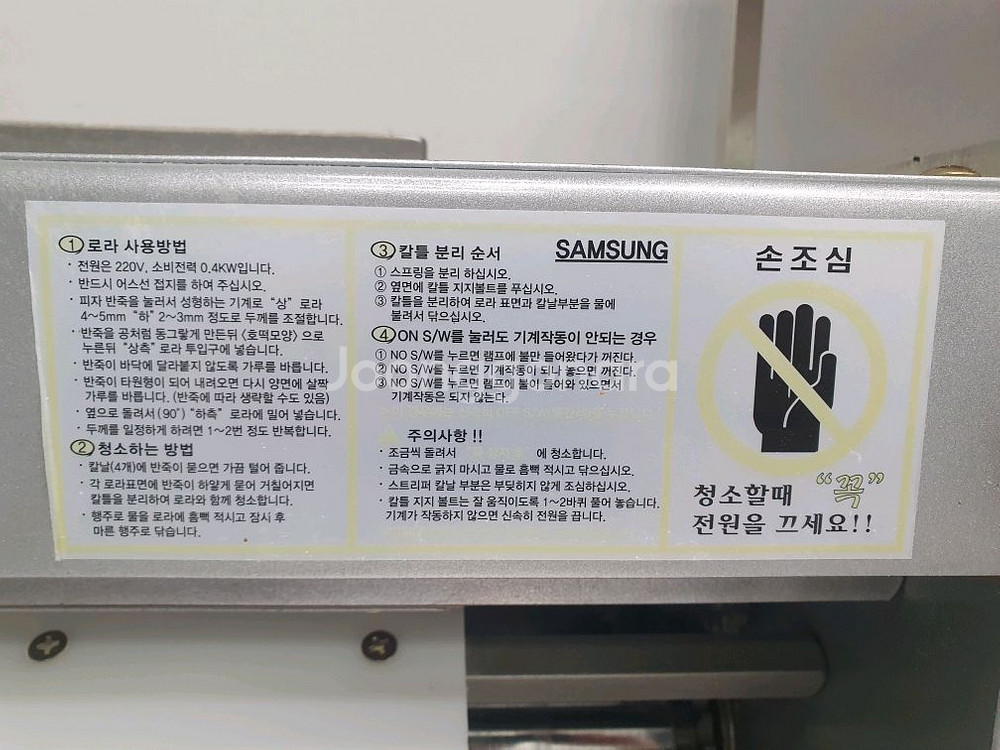 ① 로라 사용방법
· 전원은 220V, 소비전력 0.4KW입니다.
· 반드시 어스선 접지를 하여 주십시오.
· 피자 반죽을 눌러서 성형하는 기계로 "상" 로라
4~5mm "하" 2~3mm 정도로 두께를 조절합니다.
· 반죽을 공처럼 동그랗게 만든뒤 <호떡모양> 으로
누른뒤 "상측" 로라 투입구에 넣습니다.
· 반죽이 바닥에 달라붙지 않도록 가루를 바릅니다.
· 반죽이 타원형이 되어 내려오면 다시 양면에 살짝
가루를 바릅니다. (반죽에 따라 생략할 수도 있음)
· 옆으로 돌려서 (90°) "하측" 로라에 밀어 넣습니다.
· 두께를 일정하게 하려면 1~2번 정도 반복합니다.
② 청소하는 방법
· 칼날(4개)에 반죽이 묻으면 가끔 털어 줍니다.
· 각 로라표면에 반죽이 하얗게 묻어 거칠어지면
칼틀을 분리하여 로라와 함께 청소합니다.
· 행주로 물을 로라에 흠뻑 적시고 잠시 후
마른 행주로 닦습니다.
③ 칼틀 분리 순서
SAMSUNG
① 스프링을 분리 하십시오.
② 옆면에 칼틀 지지볼트를 푸십시오.
③ 칼틀을 분리하여 로라 표면과 칼날부분을 물에
불려서 닦으십시오.
④ ON S/W를 눌러도 기계작동이 안되는 경우
① NO S/W를 누르면 램프에 불만 들어왔다가 꺼진다.
② NO S/W를 누르면 기계작동이 되나 놓으면 꺼진다.
③ NO S/W를 누르면 램프에 불이 들어와 있으면서
기계작동은 되지 않는다.
주의사항 !!
· 조금씩 돌려서 에 청소합니다.
· 금속으로 긁지 마시고 물로 흠뻑 적시고 닦으십시오.
· 스트리퍼 칼날 부분은 부딪히지 않게 조심하십시오.
· 칼틀 지지 볼트는 잘 움직이도록 1~2바퀴 풀어 놓습니다.
기계가 작동하지 않으면 신속히 전원을 끕니다.
손조심
청소할때 "꼭"
전원을 끄세요!!